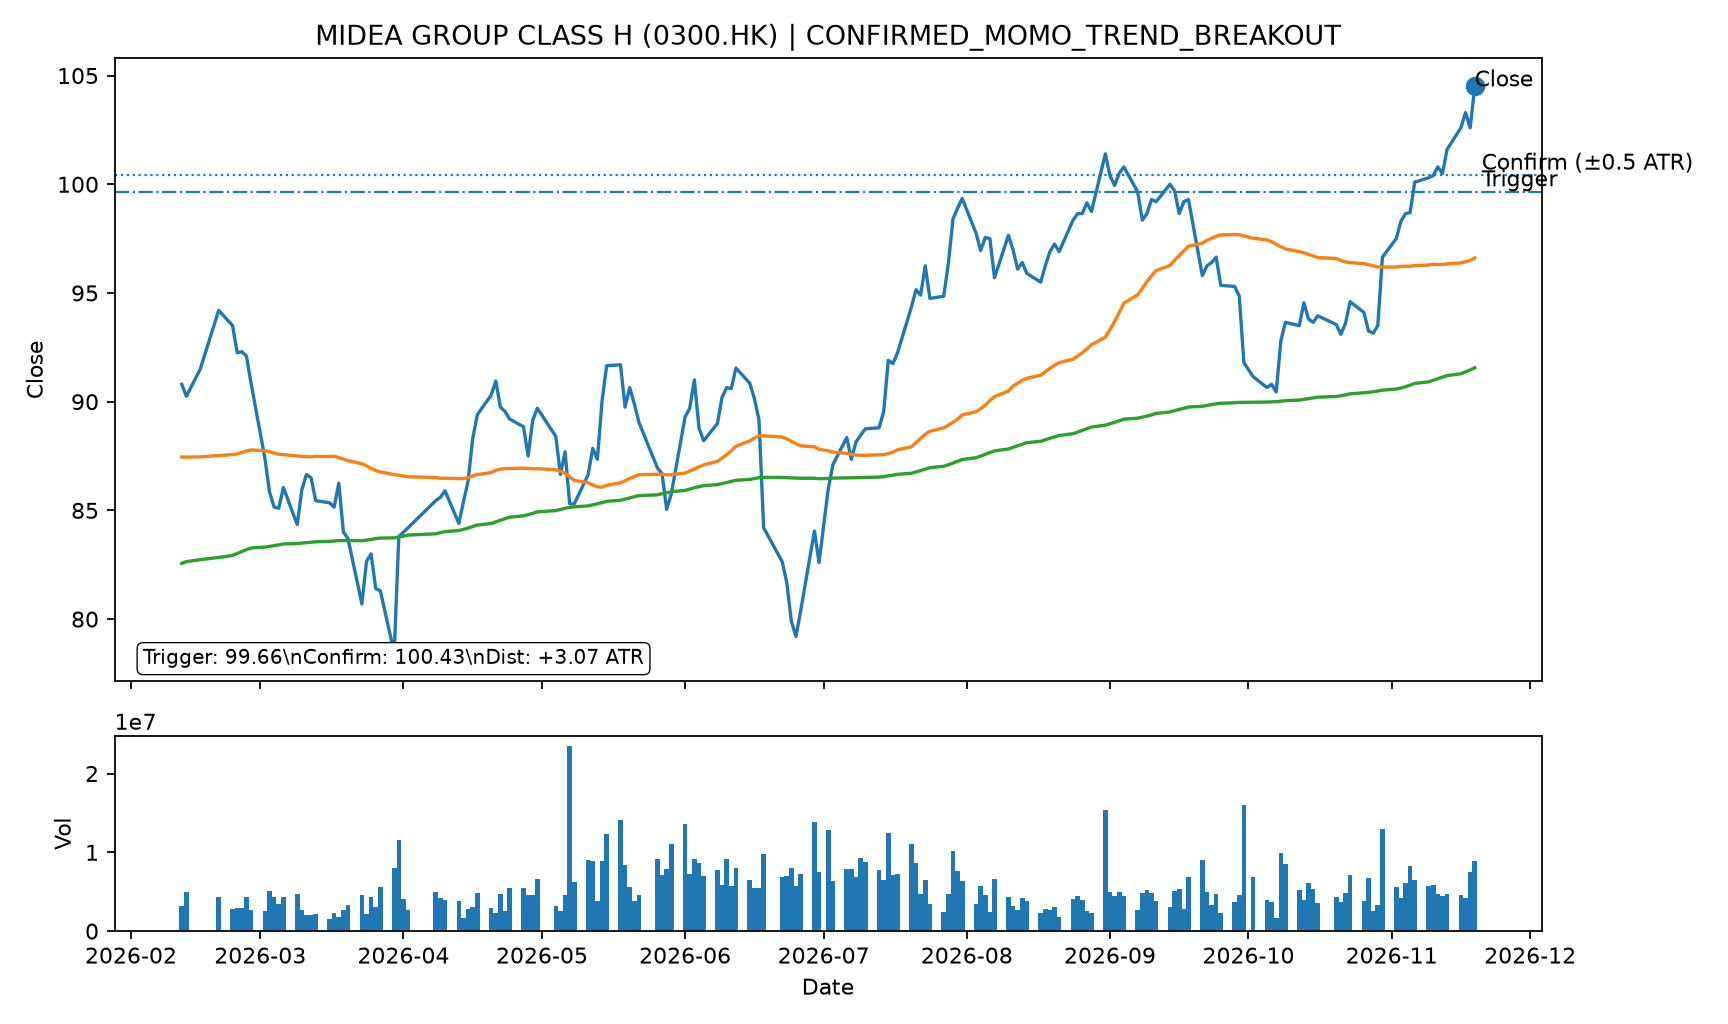 MIDEA GROUP CLASS H (0300.HK) | CONFIRMED_MOMO_TREND_BREAKOUT
105
100
95
90
85
80
Close
Close
Confirm (±0.5 ATR)
Trigger
Trigger: 99.66\nConfirm: 100.43\nDist: +3.07 ATR
1e7
2
1
0
Vol
2026-02 2026-03 2026-04 2026-05 2026-06 2026-07 2026-08 2026-09 2026-10 2026-11 2026-12
Date